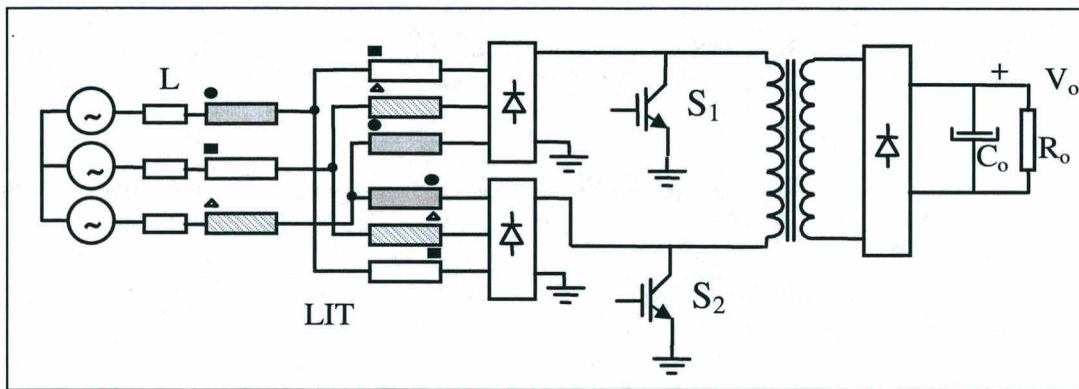 L
LIT
S1
S2
+
Vo
Co
Ro
~
~
~